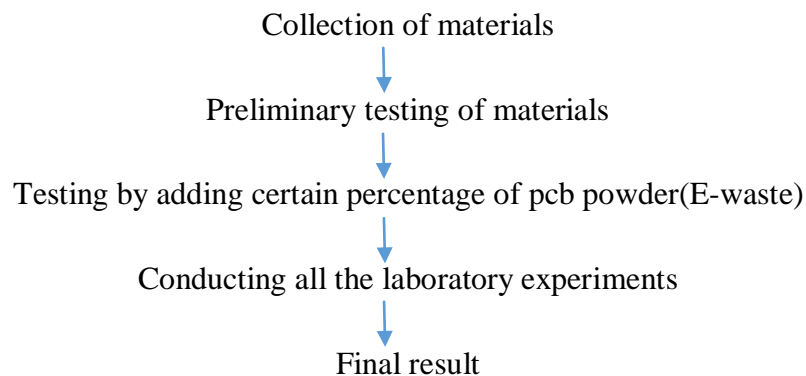 Collection of materials
Preliminary testing of materials
Testing by adding certain percentage of pcb powder(E-waste)
Conducting all the laboratory experiments
Final result